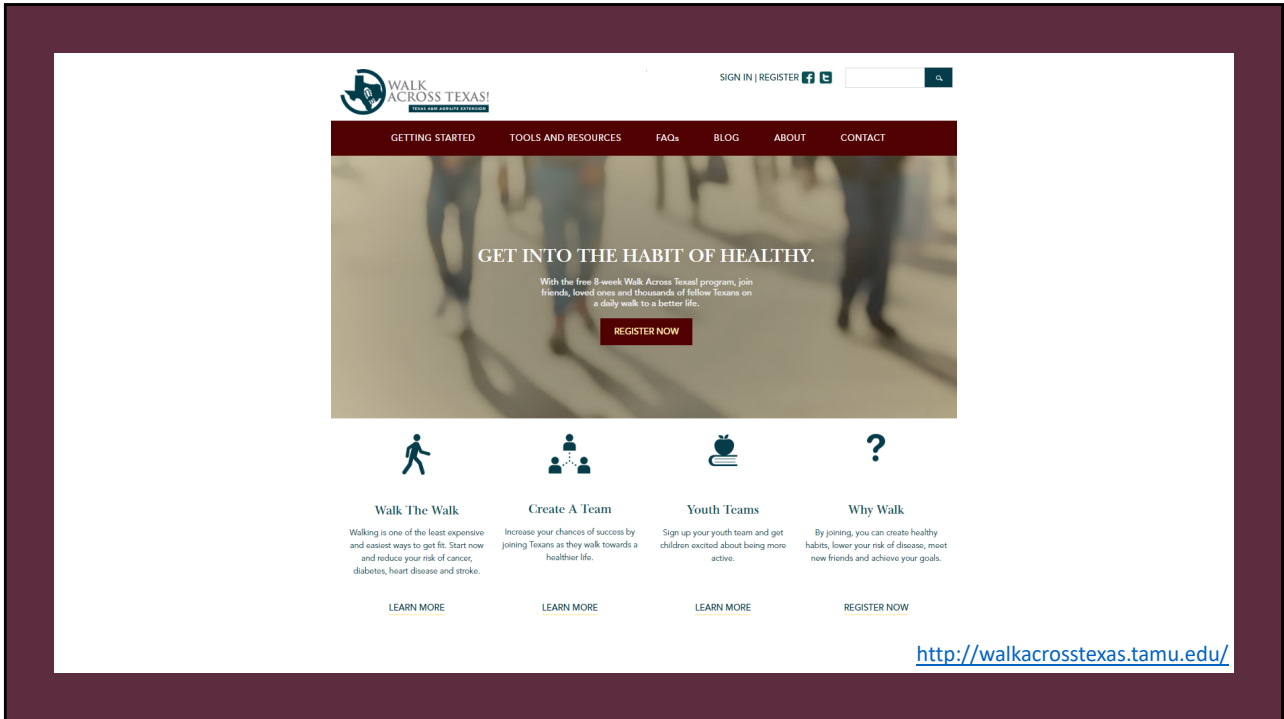 WALK
ACROSS TEXAS!
TEXAS A&M AGRILIFE EXTENSION
SIGN IN | REGISTER
GETTING STARTED TOOLS AND RESOURCES FAQs BLOG ABOUT CONTACT
GET INTO THE HABIT OF HEALTHY.
With the free 8-week Walk Across Texas! program, join
friends, loved ones and thousands of fellow Texans on
a daily walk to a better life.
REGISTER NOW
?
Walk The Walk
Walking is one of the least expensive
and easiest ways to get fit. Start now
and reduce your risk of cancer,
diabetes, heart disease and stroke.
LEARN MORE
Create A Team
Increase your chances of success by
joining Texans as they walk towards a
healthier life.
LEARN MORE
Youth Teams
Sign up your youth team and get
children excited about being more
active.
LEARN MORE
Why Walk
By joining, you can create healthy
habits, lower your risk of disease, meet
new friends and achieve your goals.
REGISTER NOW
http://walkacrosstexas.tamu.edu/